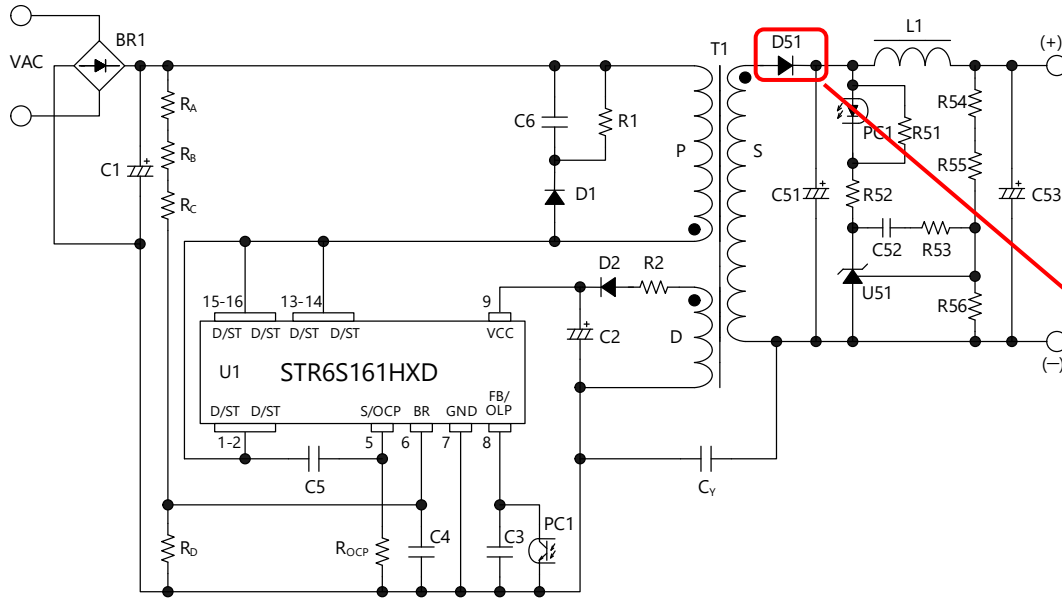 VAC
BR1
C1
RA
RB
RC
RD
C6
R1
D1
T1
P
S
D
D51
L1
(+)
PC1
R51
R52
C51
C52
R53
U51
R54
R55
R56
C53
(−)
D2
R2
C2
15-16
13-14
9
D/ST D/ST D/ST D/ST
VCC
U1
STR6S161HXD
D/ST D/ST
S/OCP
BR
GND
FB/
OLP
1-2
5
6
7
8
C5
CY
ROCP
C4
C3
PC1